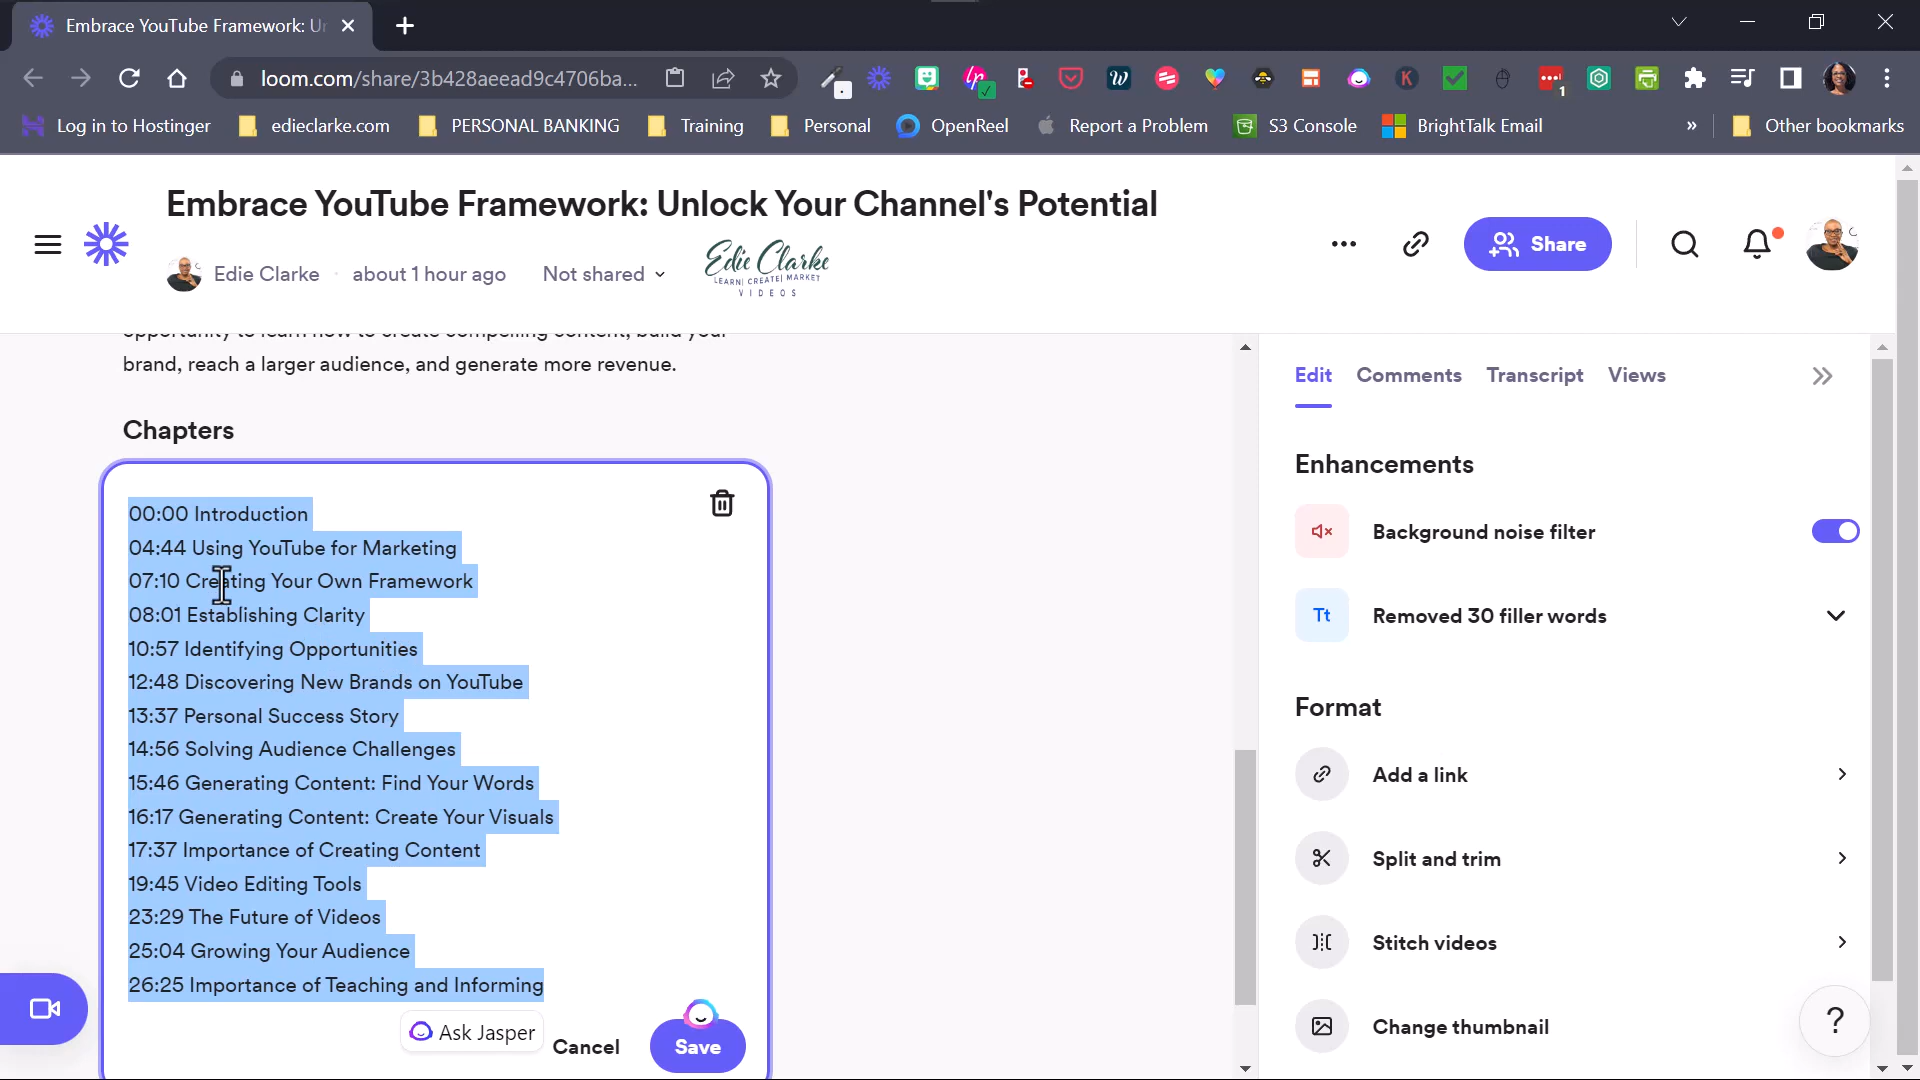 Embrace YouTube Framework: Ur
loom.com/share/3b428aeead9c4706ba...
1
Log in to Hostinger
edieclarke.com
PERSONAL BANKING
Training
Personal
OpenReel
Report a Problem
S3 Console
BrightTalk Email
»
Other bookmarks
Embrace YouTube Framework: Unlock Your Channel's Potential
Edie Clarke
about 1 hour ago
Not shared
Edie Clarke
LEARN| CREATE| MARKET
VIDEOS
Share
brand, reach a larger audience, and generate more revenue.
Chapters
00:00 Introduction
04:44 Using YouTube for Marketing
07:10 Creating Your Own Framework
08:01 Establishing Clarity
10:57 Identifying Opportunities
12:48 Discovering New Brands on YouTube
13:37 Personal Success Story
14:56 Solving Audience Challenges
15:46 Generating Content: Find Your Words
16:17 Generating Content: Create Your Visuals
17:37 Importance of Creating Content
19:45 Video Editing Tools
23:29 The Future of Videos
25:04 Growing Your Audience
26:25 Importance of Teaching and Informing
Ask Jasper
Cancel
Save
Edit
Comments
Transcript
Views
Enhancements
Background noise filter
Tt
Removed 30 filler words
Format
Add a link
Split and trim
Stitch videos
Change thumbnail
?